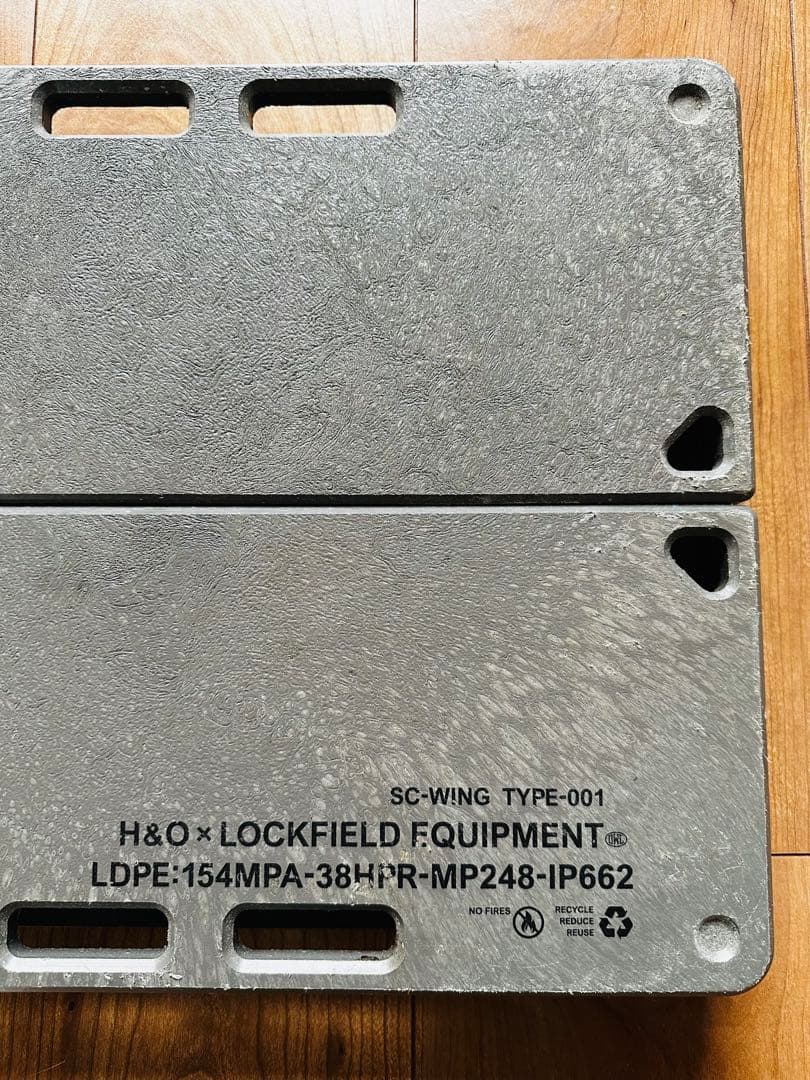 SC-WING TYPE-001
H&O × LOCKFIELD EQUIPMENT
LDPE:154MPA-38HPR-MP248-IP662
NO FIRES
RECYCLE
REDUCE
REUSE